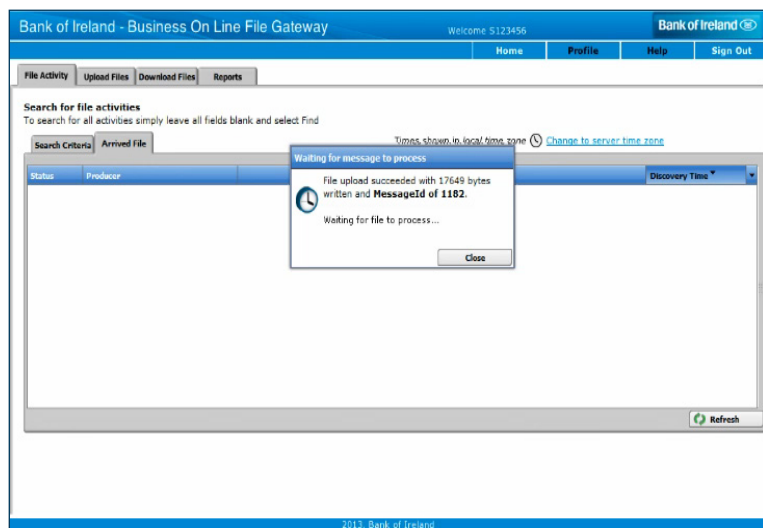 Bank of Ireland - Business On Line File Gateway
Welcome S123456
Bank of Ireland
Home Profile Help Sign Out
File Activity Upload Files Download Files Reports
Search for file activities
To search for all activities simply leave all fields blank and select Find
Search Criteria Arrived File
Times shown in local time zone Change to server time zone
Waiting for message to process
Status Producer Discovery Time
File upload succeeded with 17649 bytes
written and MessageId of 1182.
Waiting for file to process...
Close
Refresh
2013. Bank of Ireland